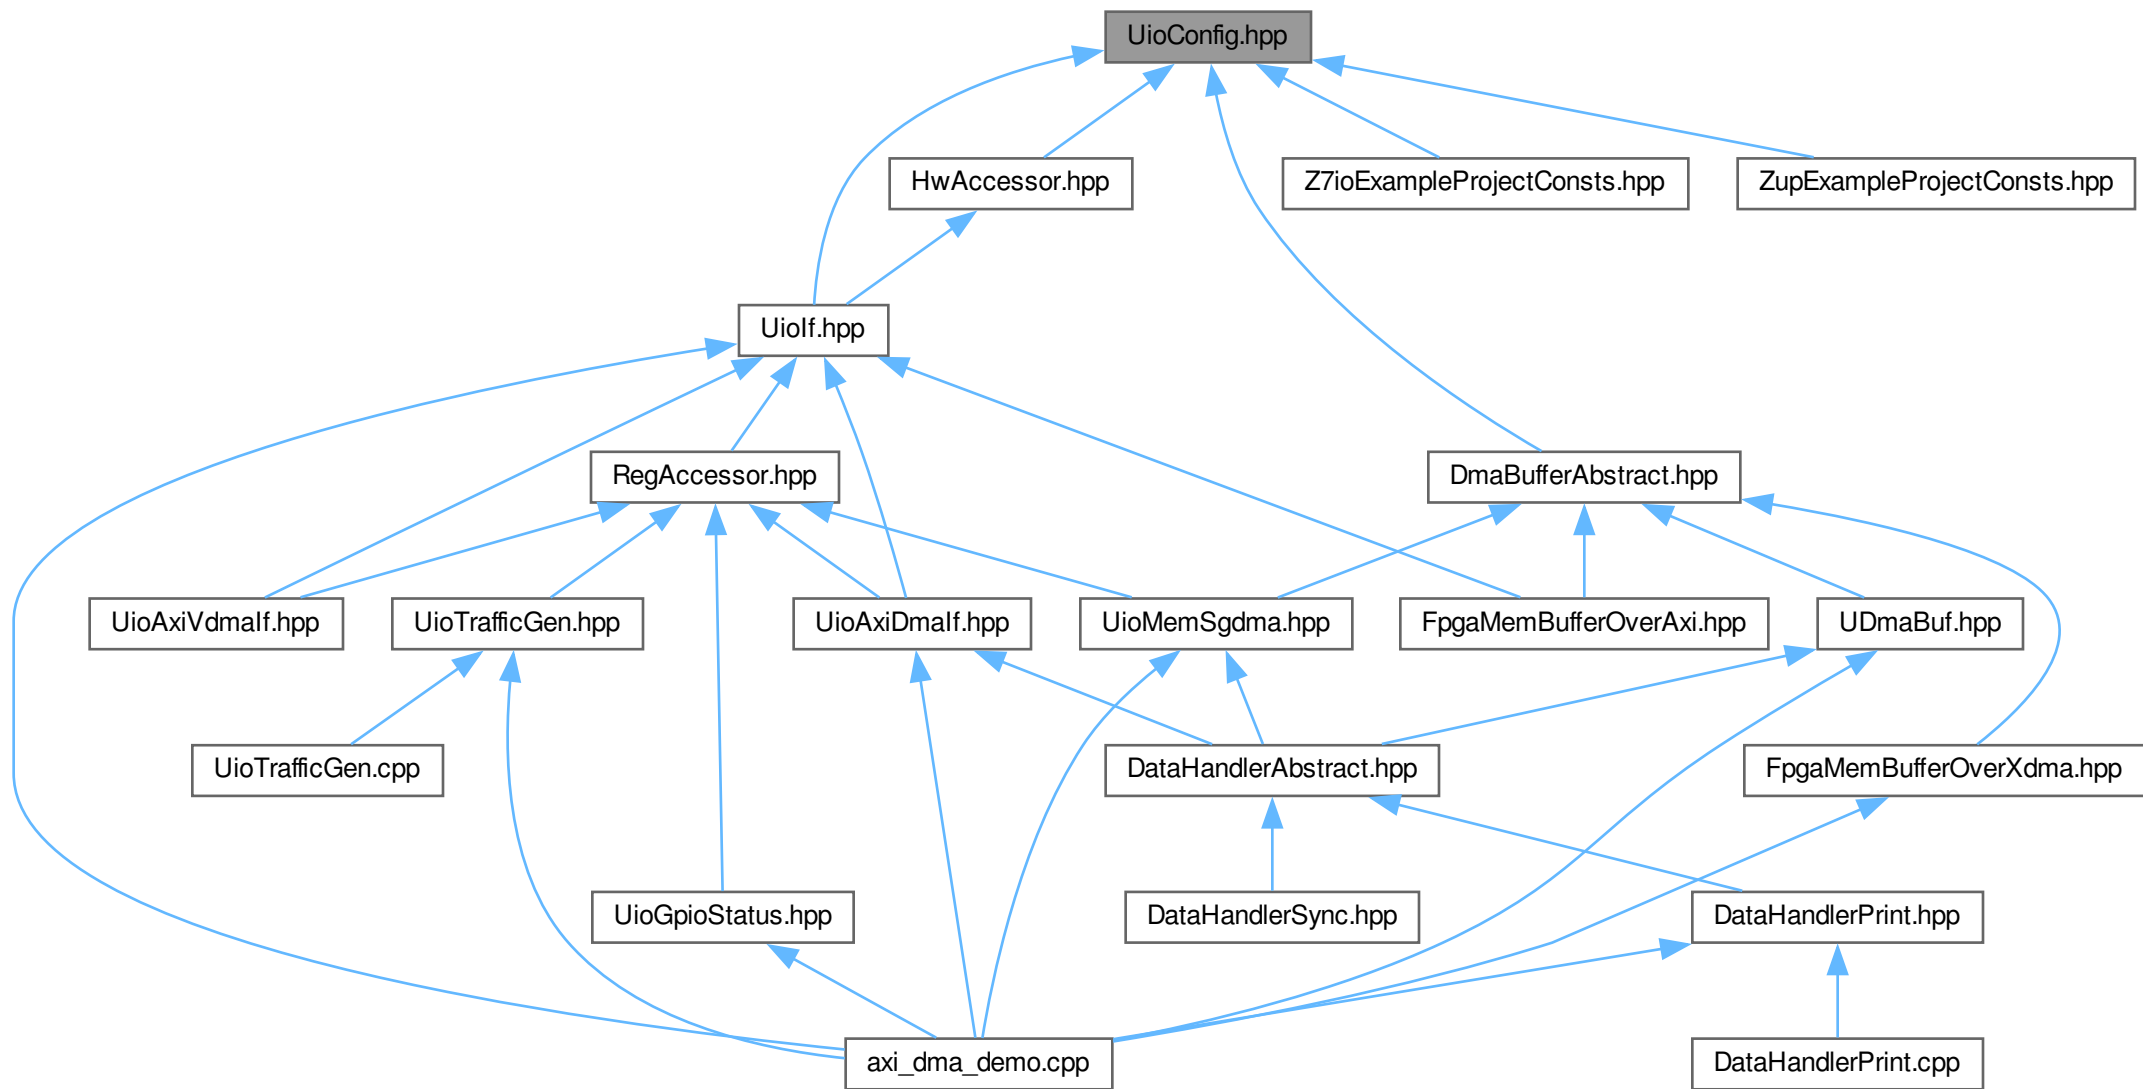 UioConfig.hpp
HwAccessor.hpp
Z7ioExampleProjectConsts.hpp
ZupExampleProjectConsts.hpp
UioIf.hpp
RegAccessor.hpp
DmaBufferAbstract.hpp
UioAxiVdmaIf.hpp
UioTrafficGen.hpp
UioAxiDmaIf.hpp
UioMemSgdma.hpp
FpgaMemBufferOverAxi.hpp
UDmaBuf.hpp
UioTrafficGen.cpp
DataHandlerAbstract.hpp
FpgaMemBufferOverXdma.hpp
UioGpioStatus.hpp
DataHandlerSync.hpp
DataHandlerPrint.hpp
axi_dma_demo.cpp
DataHandlerPrint.cpp